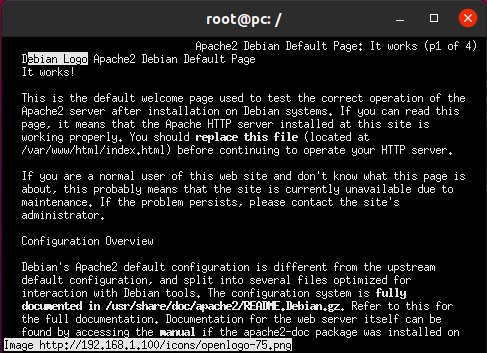 root@pc: /
Apache2 Debian Default Page: It works (p1 of 4)
Debian Logo Apache2 Debian Default Page
It works!
This is the default welcome page used to test the correct operation of the
Apache2 server after installation on Debian systems. If you can read this
page, it means that the Apache HTTP server installed at this site is
working properly. You should replace this file (located at
/var/www/html/index.html) before continuing to operate your HTTP server.
If you are a normal user of this web site and don't know what this page is
about, this probably means that the site is currently unavailable due to
maintenance. If the problem persists, please contact the site's
administrator.
Configuration Overview
Debian's Apache2 default configuration is different from the upstream
default configuration, and split into several files optimized for
interaction with Debian tools. The configuration system is fully
documented in /usr/share/doc/apache2/README.Debian.gz. Refer to this for
the full documentation. Documentation for the web server itself can be
found by accessing the manual if the apache2-doc package was installed on
Image http://192.168.1.100/icons/openlogo-75.png